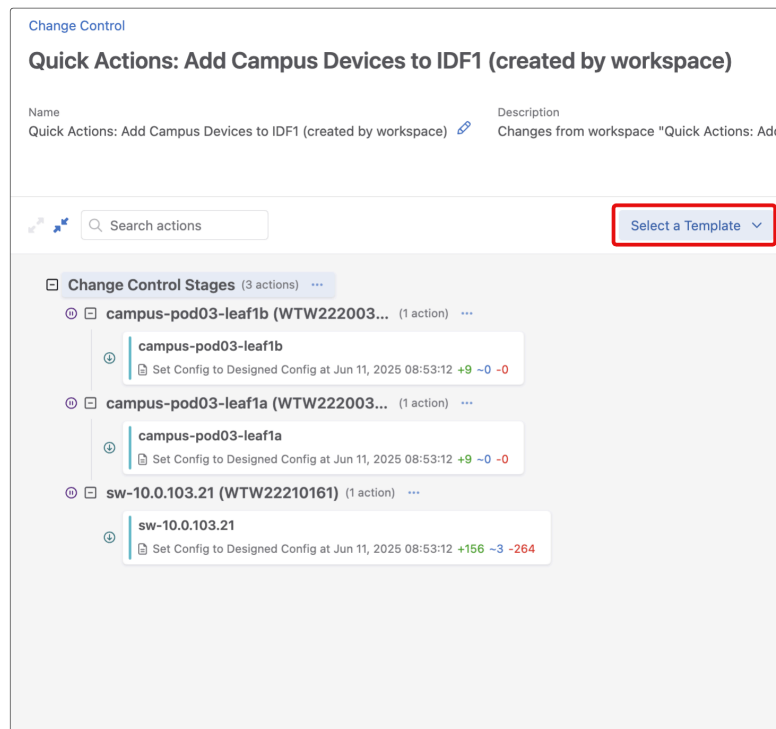 Change Control
Quick Actions: Add Campus Devices to IDF1 (created by workspace)
Name
Quick Actions: Add Campus Devices to IDF1 (created by workspace)
Description
Changes from workspace "Quick Actions: Add
Search actions
Select a Template
Change Control Stages (3 actions) ...
campus-pod03-leaf1b (WTW222003... (1 action) ...
campus-pod03-leaf1b
Set Config to Designed Config at Jun 11, 2025 08:53:12 +9 ~0 -0
campus-pod03-leaf1a (WTW222003... (1 action) ...
campus-pod03-leaf1a
Set Config to Designed Config at Jun 11, 2025 08:53:12 +9 ~0 -0
sw-10.0.103.21 (WTW22210161) (1 action) ...
sw-10.0.103.21
Set Config to Designed Config at Jun 11, 2025 08:53:12 +156 ~3 -264